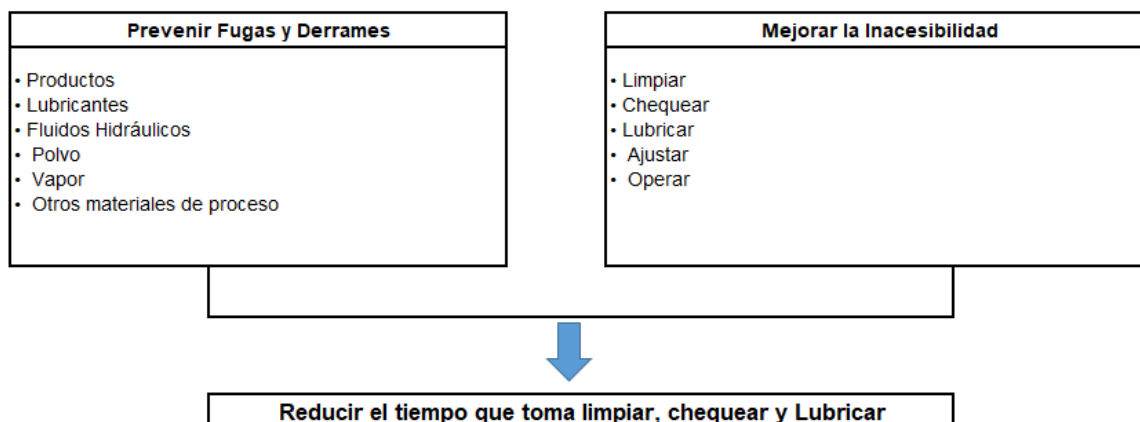 Prevenir Fugas y Derrames
• Productos
• Lubricantes
• Fluidos Hidráulicos
• Polvo
• Vapor
• Otros materiales de proceso
Mejorar la Inacesibilidad
• Limpiar
• Chequear
• Lubricar
• Ajustar
• Operar
Reducir el tiempo que toma limpiar, chequear y Lubricar